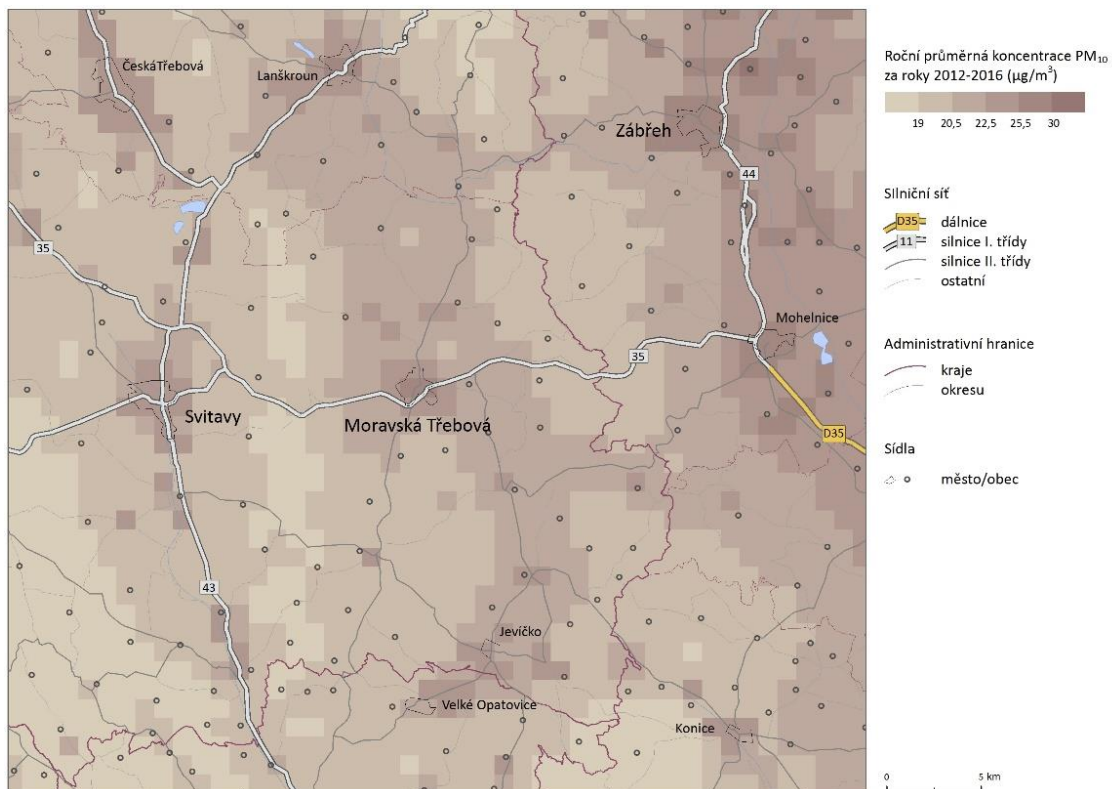 ČeskáTřebová
Lanškroun
Zábřeh
44
35
Mohelnice
35
Svitavy
Moravská Třebová
D35
43
Jevíčko
Velké Opatovice
Konice
Roční průměrná koncentrace PM₁₀
za roky 2012-2016 (µg/m³)
19 20,5 22,5 25,5 30
Silniční síť
D35 dálnice
11 silnice I. třídy
silnice II. třídy
ostatní
Administrativní hranice
kraje
okresu
Sídla
město/obec
0 5 km